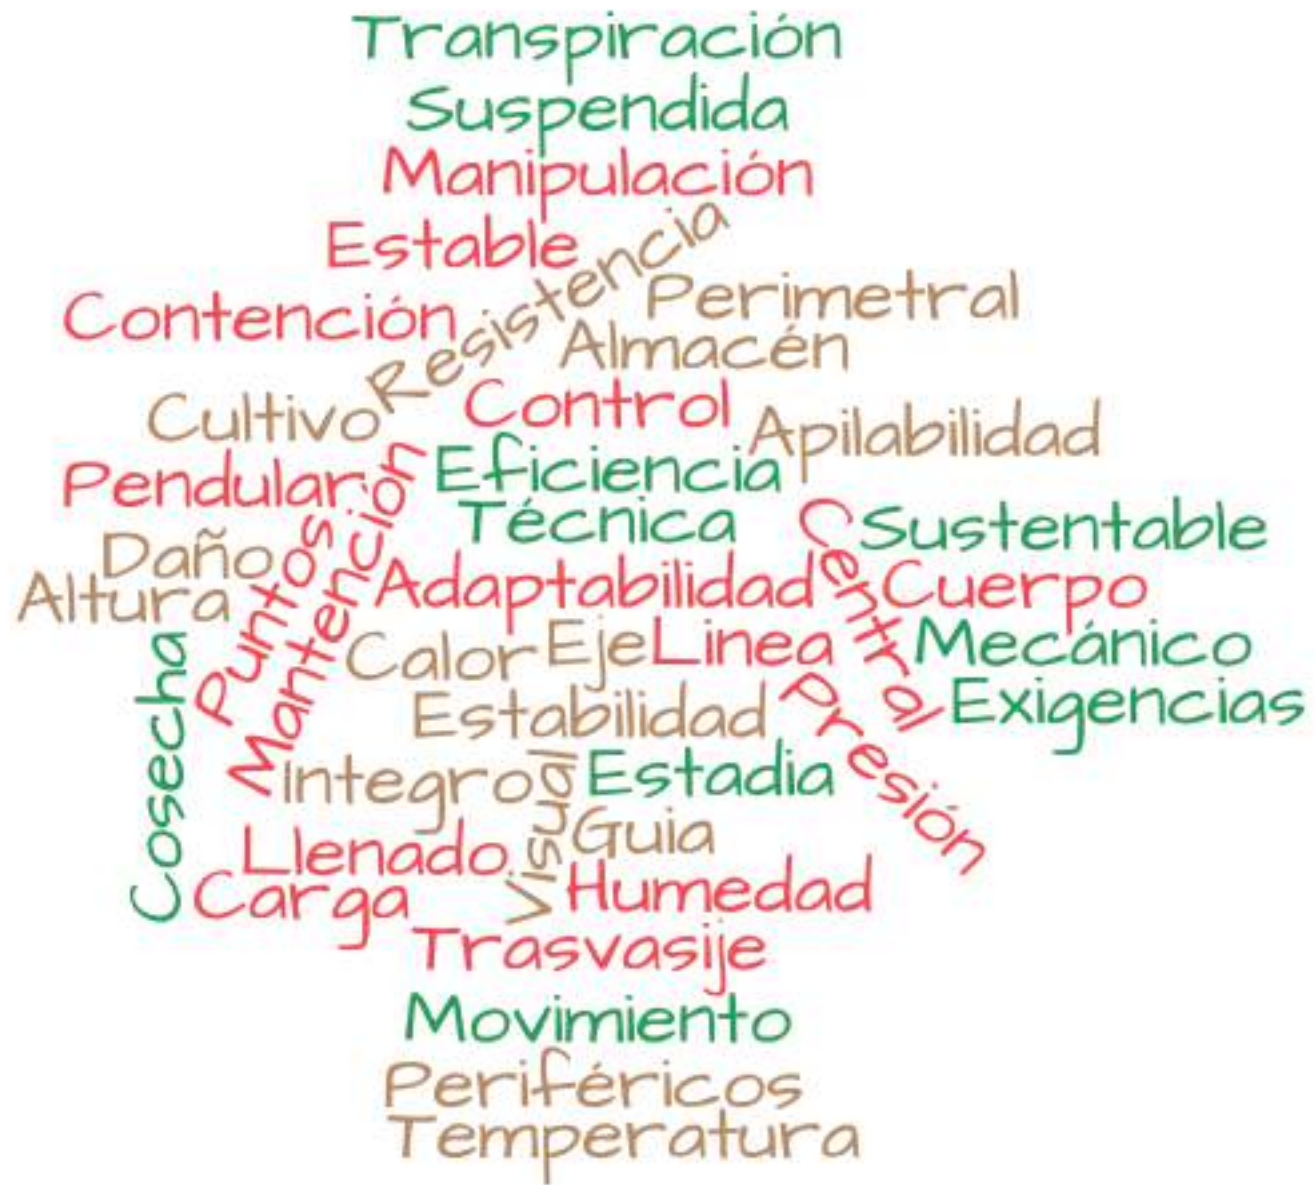 Transpiración
Suspendida
Manipulación
Estable
Resistencia
Contención
Perimetral
Almacén
Cultivo
Control
Apilabilidad
Pendular
Eficiencia
Mantención
Técnica
Central
Sustentable
Daño
Puntos
Altura
Adaptabilidad
Cuerpo
Calor
Eje
Linea
Mecánico
Cosecha
Estabilidad
Presión
Exigencias
Integro
Visual
Estadia
Guia
Llenado
Carga
Humedad
Trasvasije
Movimiento
Periféricos
Temperatura